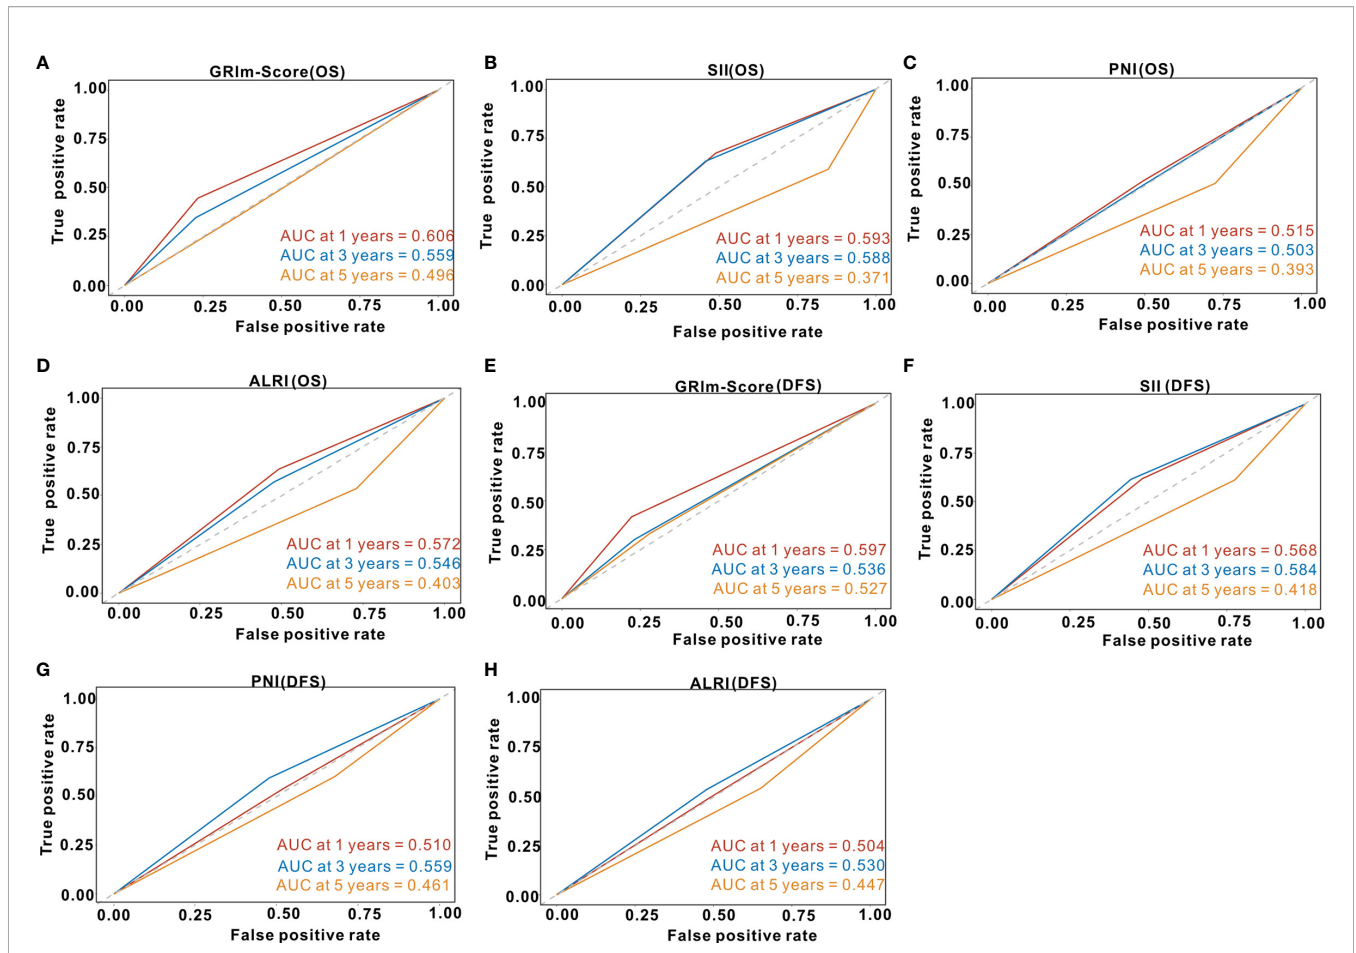 A
GRIm-Score(OS)
True positive rate
1.00
0.75
0.50
0.25
0.00
AUC at 1 years = 0.606
AUC at 3 years = 0.559
AUC at 5 years = 0.496
0.00 0.25 0.50 0.75 1.00
False positive rate
B
SII(OS)
True positive rate
1.00
0.75
0.50
0.25
0.00
AUC at 1 years = 0.593
AUC at 3 years = 0.588
AUC at 5 years = 0.371
0.00 0.25 0.50 0.75 1.00
False positive rate
C
PNI(OS)
True positive rate
1.00
0.75
0.50
0.25
0.00
AUC at 1 years = 0.515
AUC at 3 years = 0.503
AUC at 5 years = 0.393
0.00 0.25 0.50 0.75 1.00
False positive rate
D
ALRI(OS)
True positive rate
1.00
0.75
0.50
0.25
0.00
AUC at 1 years = 0.572
AUC at 3 years = 0.546
AUC at 5 years = 0.403
0.00 0.25 0.50 0.75 1.00
False positive rate
E
GRIm-Score(DFS)
True positive rate
1.00
0.75
0.50
0.25
0.00
AUC at 1 years = 0.597
AUC at 3 years = 0.536
AUC at 5 years = 0.527
0.00 0.25 0.50 0.75 1.00
False positive rate
F
SII(DFS)
True positive rate
1.00
0.75
0.50
0.25
0.00
AUC at 1 years = 0.568
AUC at 3 years = 0.584
AUC at 5 years = 0.418
0.00 0.25 0.50 0.75 1.00
False positive rate
G
PNI(DFS)
True positive rate
1.00
0.75
0.50
0.25
0.00
AUC at 1 years = 0.510
AUC at 3 years = 0.559
AUC at 5 years = 0.461
0.00 0.25 0.50 0.75 1.00
False positive rate
H
ALRI(DFS)
True positive rate
1.00
0.75
0.50
0.25
0.00
AUC at 1 years = 0.504
AUC at 3 years = 0.530
AUC at 5 years = 0.447
0.00 0.25 0.50 0.75 1.00
False positive rate